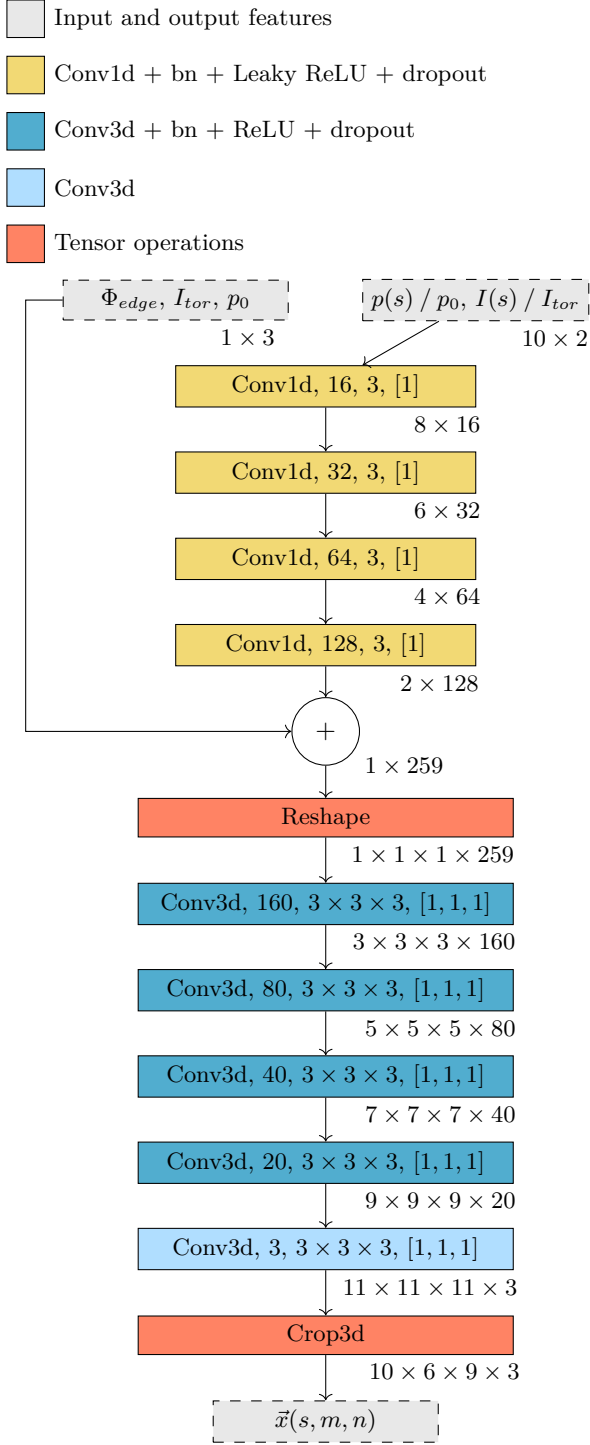 Input and output features
Conv1d + bn + Leaky ReLU + dropout
Conv3d + bn + ReLU + dropout
Conv3d
Tensor operations
Φ_edge, I_tor, p_0
p(s) / p_0, I(s) / I_tor
1 × 3
10 × 2
Conv1d, 16, 3, [1]
8 × 16
Conv1d, 32, 3, [1]
6 × 32
Conv1d, 64, 3, [1]
4 × 64
Conv1d, 128, 3, [1]
2 × 128
+
1 × 259
Reshape
1 × 1 × 1 × 259
Conv3d, 160, 3 × 3 × 3, [1, 1, 1]
3 × 3 × 3 × 160
Conv3d, 80, 3 × 3 × 3, [1, 1, 1]
5 × 5 × 5 × 80
Conv3d, 40, 3 × 3 × 3, [1, 1, 1]
7 × 7 × 7 × 40
Conv3d, 20, 3 × 3 × 3, [1, 1, 1]
9 × 9 × 9 × 20
Conv3d, 3, 3 × 3 × 3, [1, 1, 1]
11 × 11 × 11 × 3
Crop3d
10 × 6 × 9 × 3
x⃗(s, m, n)